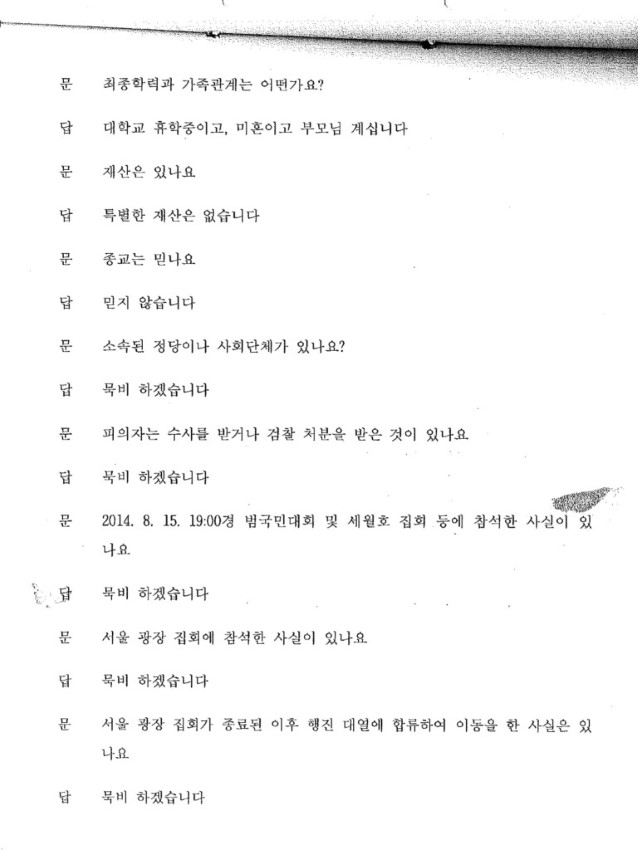 문 최종학력과 가족관계는 어떤가요?
답 대학교 휴학중이고, 미혼이고 부모님 계십니다
문 재산은 있나요
답 특별한 재산은 없습니다
문 종교는 믿나요
답 믿지 않습니다
문 소속된 정당이나 사회단체가 있나요?
답 묵비 하겠습니다
문 피의자는 수사를 받거나 검찰 처분을 받은 것이 있나요
답 묵비 하겠습니다
문 2014. 8. 15. 19:00경 범국민대회 및 세월호 집회 등에 참석한 사실이 있
나요
답 묵비 하겠습니다
문 서울 광장 집회에 참석한 사실이 있나요
답 묵비 하겠습니다
문 서울 광장 집회가 종료된 이후 행진 대열에 합류하여 이동을 한 사실은 있
나요
답 묵비 하겠습니다